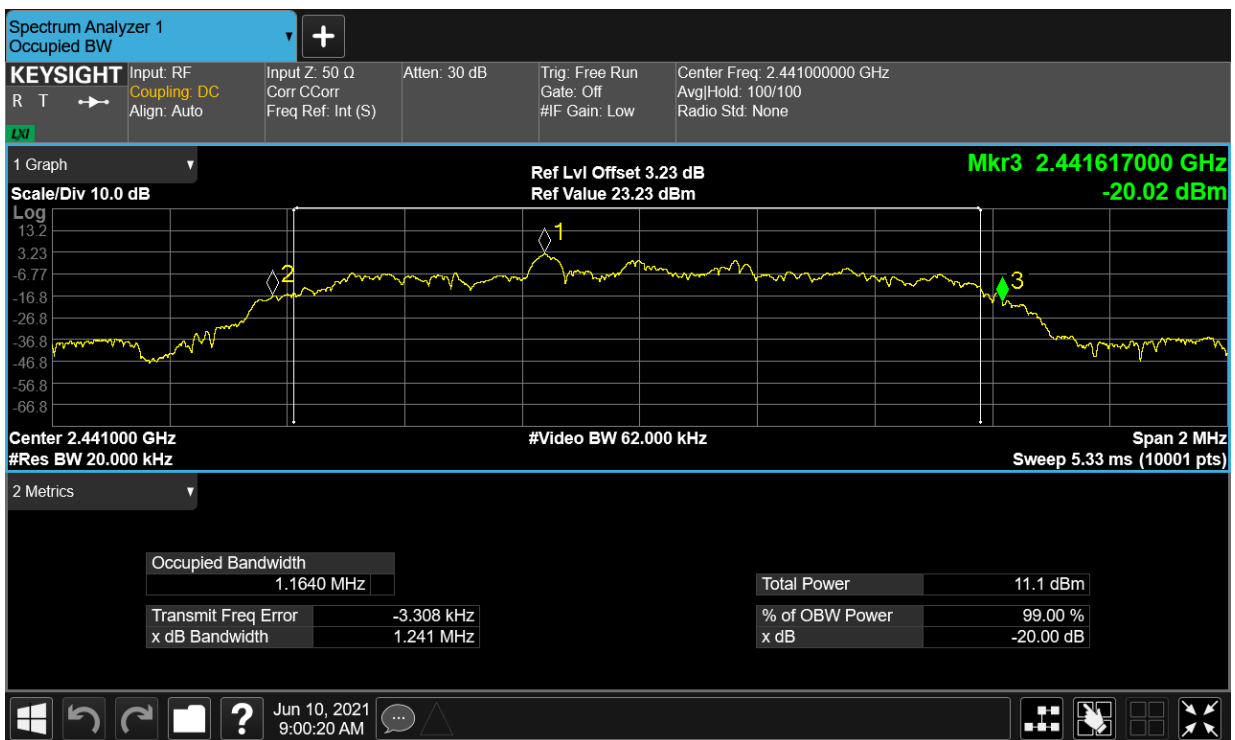 Spectrum Analyzer 1
Occupied BW
KEYSIGHT
R T
LXI
Input: RF
Coupling: DC
Align: Auto
Input Z: 50 Ω
Corr CCorr
Freq Ref: Int (S)
Atten: 30 dB
Trig: Free Run
Gate: Off
#IF Gain: Low
Center Freq: 2.441000000 GHz
Avg|Hold: 100/100
Radio Std: None
1 Graph
Scale/Div 10.0 dB
Ref Lvl Offset 3.23 dB
Ref Value 23.23 dBm
Mkr3 2.441617000 GHz
-20.02 dBm
Log
13.2
3.23
-6.77
-16.8
-26.8
-36.8
-46.8
-56.8
-66.8
1
2
3
Center 2.441000 GHz
#Video BW 62.000 kHz
Span 2 MHz
#Res BW 20.000 kHz
Sweep 5.33 ms (10001 pts)
2 Metrics
Occupied Bandwidth
1.1640 MHz
Total Power 11.1 dBm
Transmit Freq Error -3.308 kHz
% of OBW Power 99.00 %
x dB Bandwidth 1.241 MHz
x dB -20.00 dB
?
Jun 10, 2021
9:00:20 AM